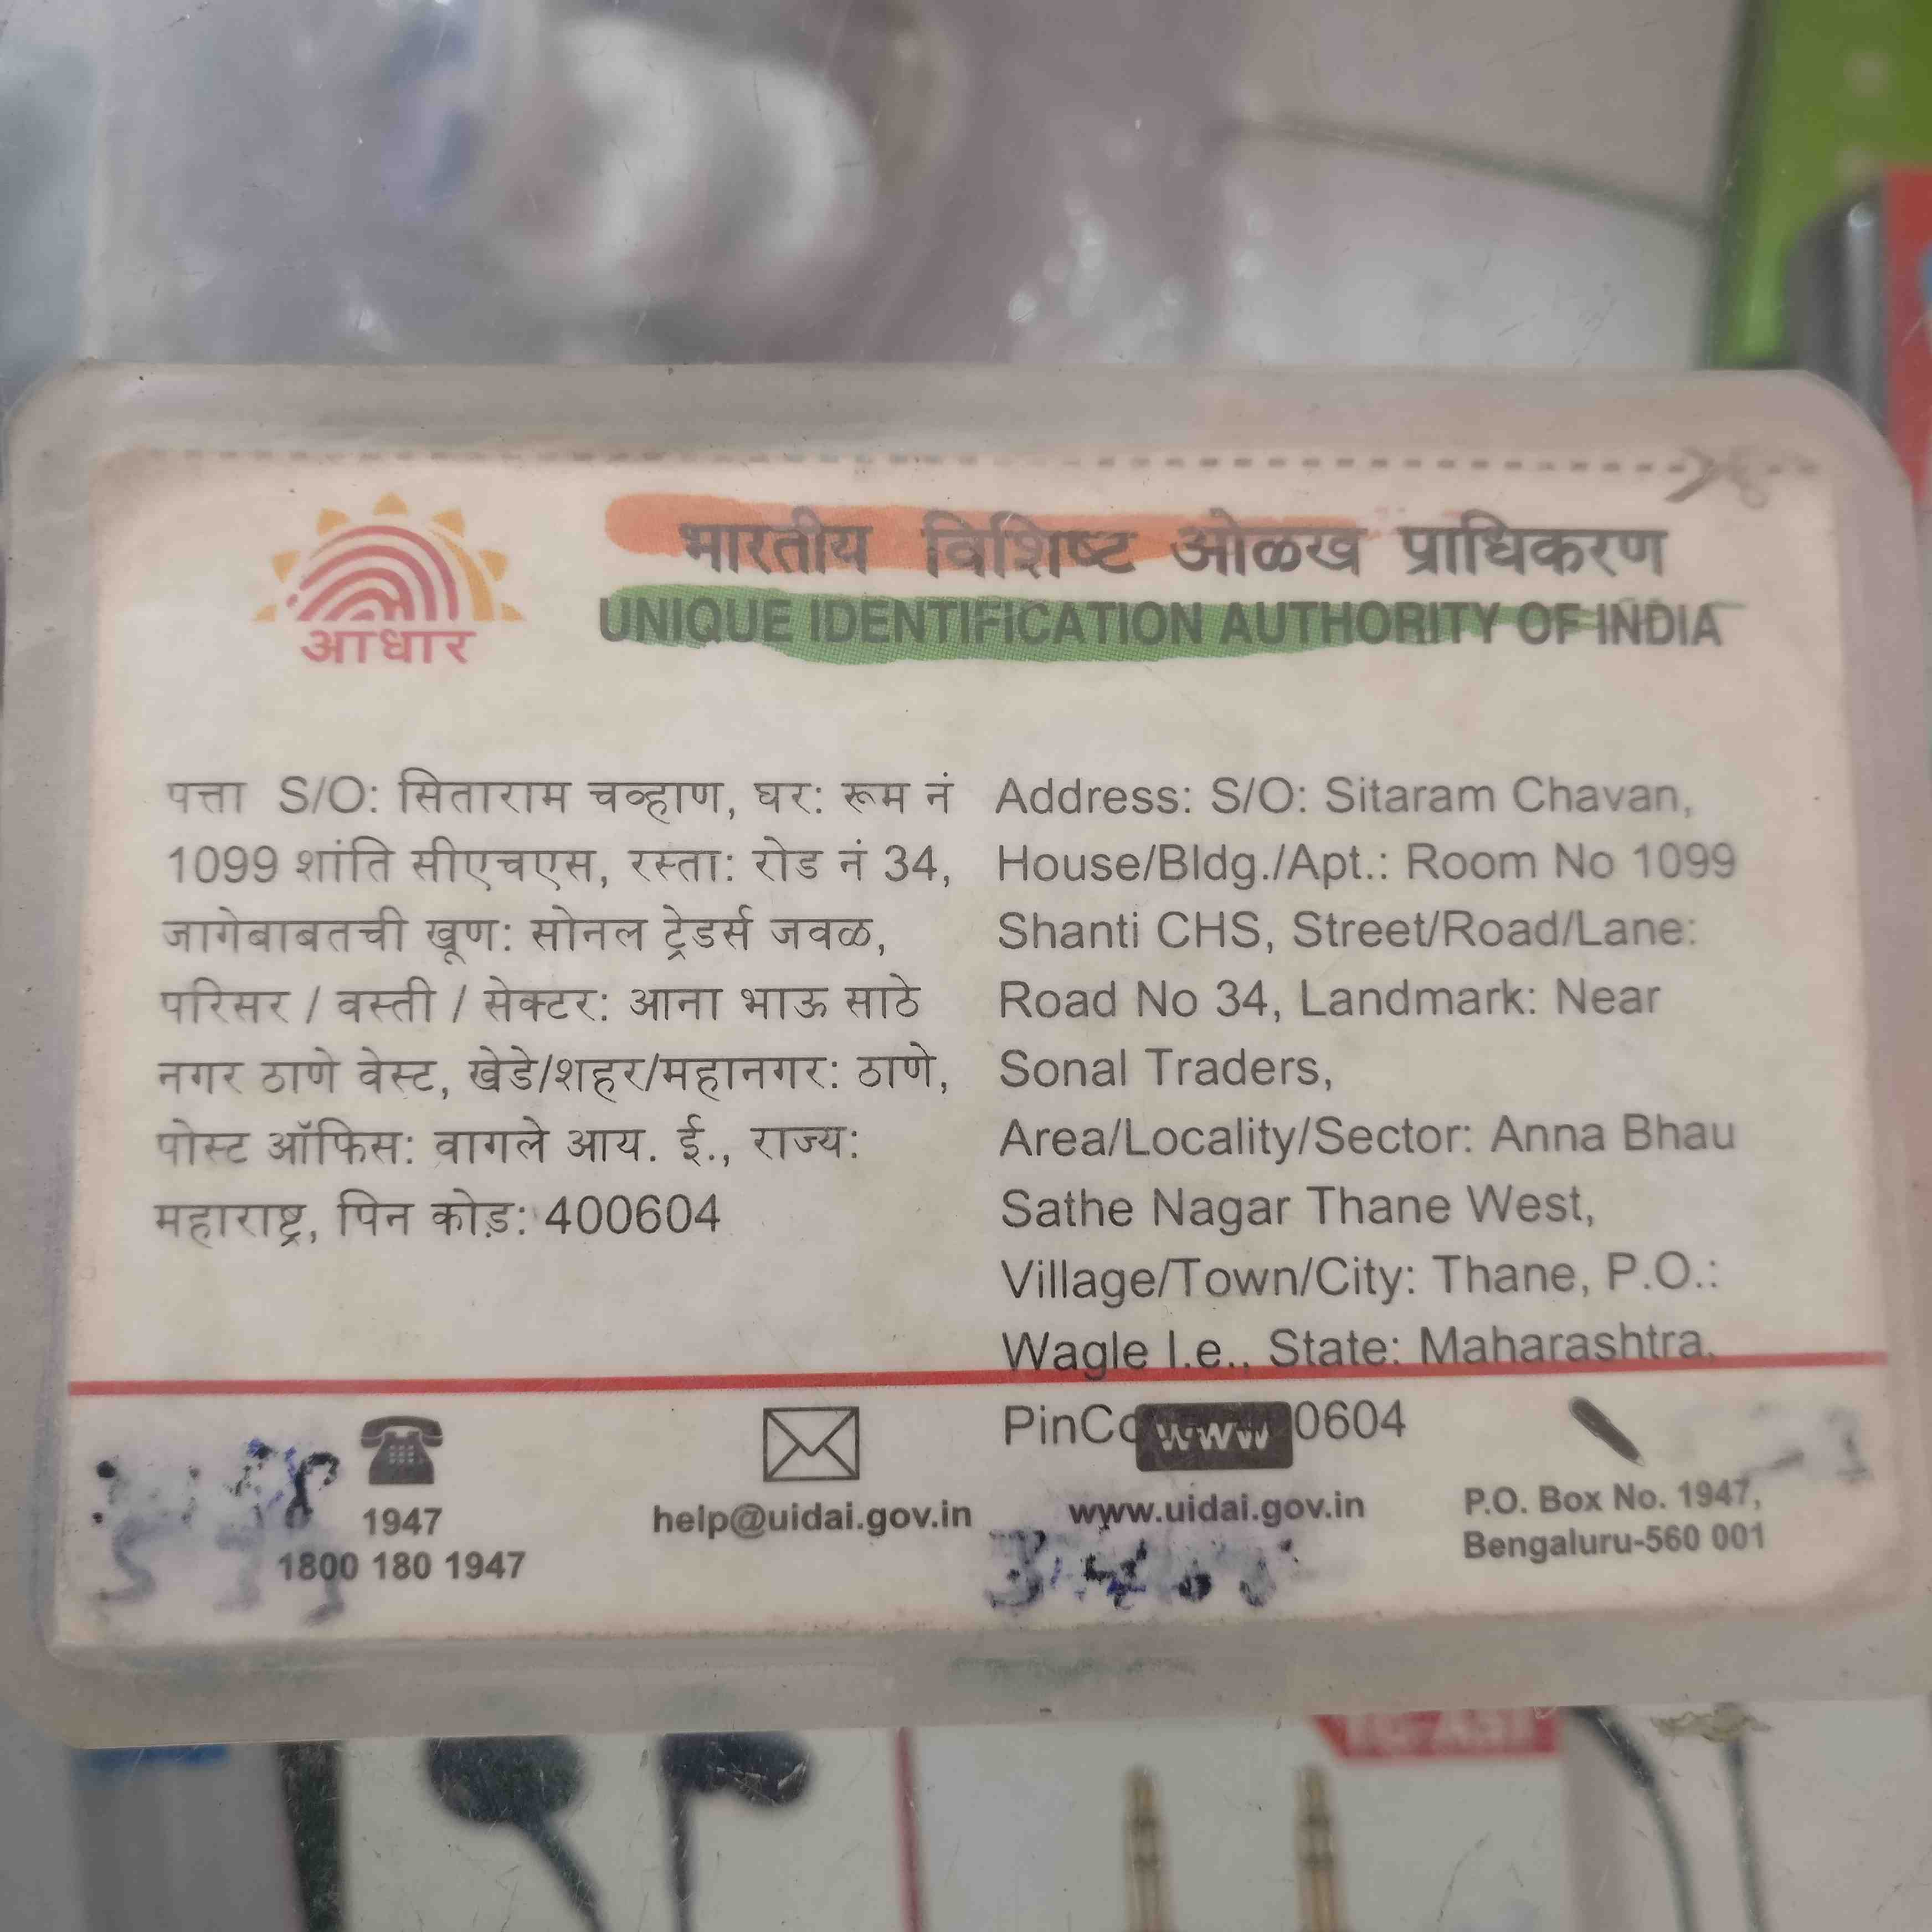 आधार
भारतीय विशिष्ट ओळख प्राधिकरण
UNIQUE IDENTIFICATION AUTHORITY OF INDIA
पत्ता S/O: सिताराम चव्हाण, घर: रूम नं
1099 शांति सीएचएस, रस्ता: रोड नं 34,
जागेबाबतची खूण: सोनल ट्रेडर्स जवळ,
परिसर / वस्ती / सेक्टर: आना भाऊ साठे
नगर ठाणे वेस्ट, खेडे/शहर/महानगर: ठाणे,
पोस्ट ऑफिस: वागले आय. ई., राज्य:
महाराष्ट्र, पिन कोड़: 400604
Address: S/O: Sitaram Chavan,
House/Bldg./Apt.: Room No 1099
Shanti CHS, Street/Road/Lane:
Road No 34, Landmark: Near
Sonal Traders,
Area/Locality/Sector: Anna Bhau
Sathe Nagar Thane West,
Village/Town/City: Thane, P.O.:
Wagle I.e., State: Maharashtra,
PinCo 0604
www
1947
1800 180 1947
help@uidai.gov.in
www.uidai.gov.in
P.O. Box No. 1947,
Bengaluru-560 001